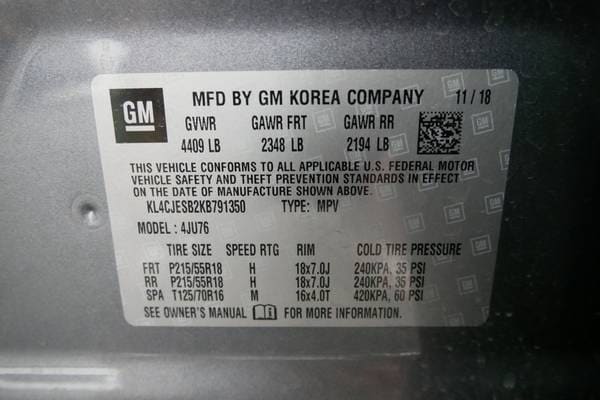 GM MFD BY GM KOREA COMPANY 11/18
GVWR GAWR FRT GAWR RR
4409 LB 2348 LB 2194 LB
THIS VEHICLE CONFORMS TO ALL APPLICABLE U.S. FEDERAL MOTOR
VEHICLE SAFETY AND THEFT PREVENTION STANDARDS IN EFFECT
ON THE DATE OF MANUFACTURE SHOWN ABOVE.
KL4CJESB2KB791350 TYPE: MPV
MODEL : 4JU76
TIRE SIZE SPEED RTG RIM COLD TIRE PRESSURE
FRT P215/55R18 H 18x7.0J 240KPA, 35 PSI
RR P215/55R18 H 18x7.0J 240KPA, 35 PSI
SPA T125/70R16 M 16x4.0T 420KPA, 60 PSI
SEE OWNER'S MANUAL FOR MORE INFORMATION.